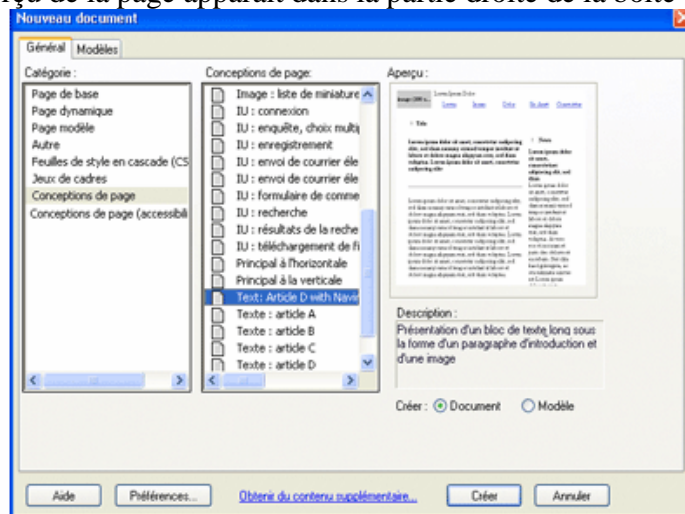 rçu de la page apparaît dans la partie droite de la boîte
Nouveau document
Général Modèles
Catégorie :
Page de base
Page dynamique
Page modèle
Autre
Feuilles de style en cascade (CS
Jeux de cadres
Conceptions de page
Conceptions de page (accessibili
Conceptions de page:
Image : liste de miniature
IU : connexion
IU : enquête, choix multip
IU : enregistrement
IU : envoi de courrier éle
IU : envoi de courrier éle
IU : formulaire de comme
IU : recherche
IU : résultats de la reche
IU : téléchargement de fi
Principal à l'horizontale
Principal à la verticale
Text: Article D with Navig
Texte : article A
Texte : article B
Texte : article C
Texte : article D
Aperçu :
Description :
Présentation d'un bloc de texte long sous
la forme d'un paragraphe d'introduction et
d'une image
Créer : Document Modèle
Aide Préférences... Obtenir du contenu supplémentaire... Créer Annuler